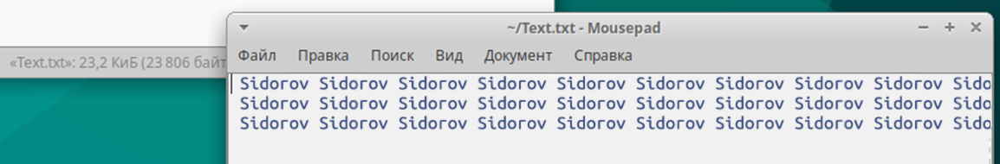 ~/Text.txt - Mousepad
«Text.txt»: 23,2 КиБ (23 806 байт
Файл Правка Поиск Вид Документ Справка
Sidorov Sidorov Sidorov Sidorov Sidorov Sidorov Sidorov Sidorov Sidorov Sido
Sidorov Sidorov Sidorov Sidorov Sidorov Sidorov Sidorov Sidorov Sidorov Sido
Sidorov Sidorov Sidorov Sidorov Sidorov Sidorov Sidorov Sidorov Sidorov Sido